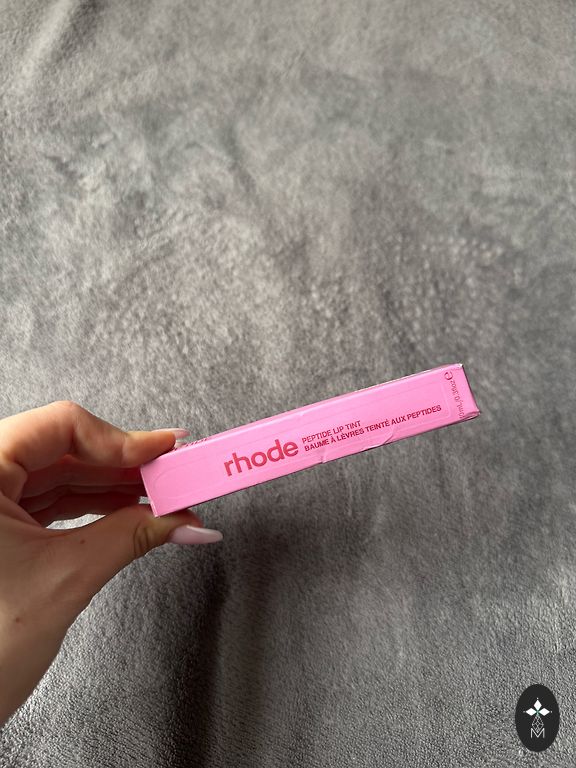 rhode
PEPTIDE LIP TINT
BAUME À LÈVRES TEINTÉ AUX PEPTIDES
M